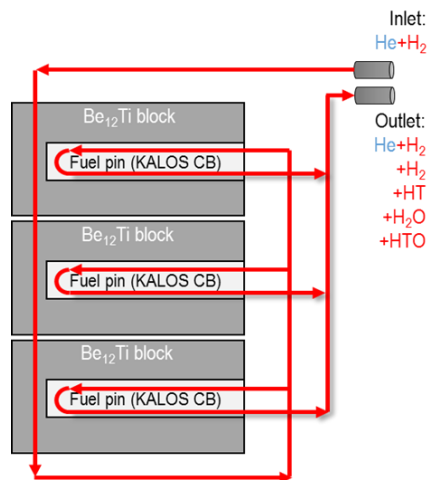 Inlet:
He+H₂
Be₁₂Ti block
Fuel pin (KALOS CB)
Outlet:
He+H₂
+H₂
+HT
+H₂O
+HTO
Be₁₂Ti block
Fuel pin (KALOS CB)
Be₁₂Ti block
Fuel pin (KALOS CB)